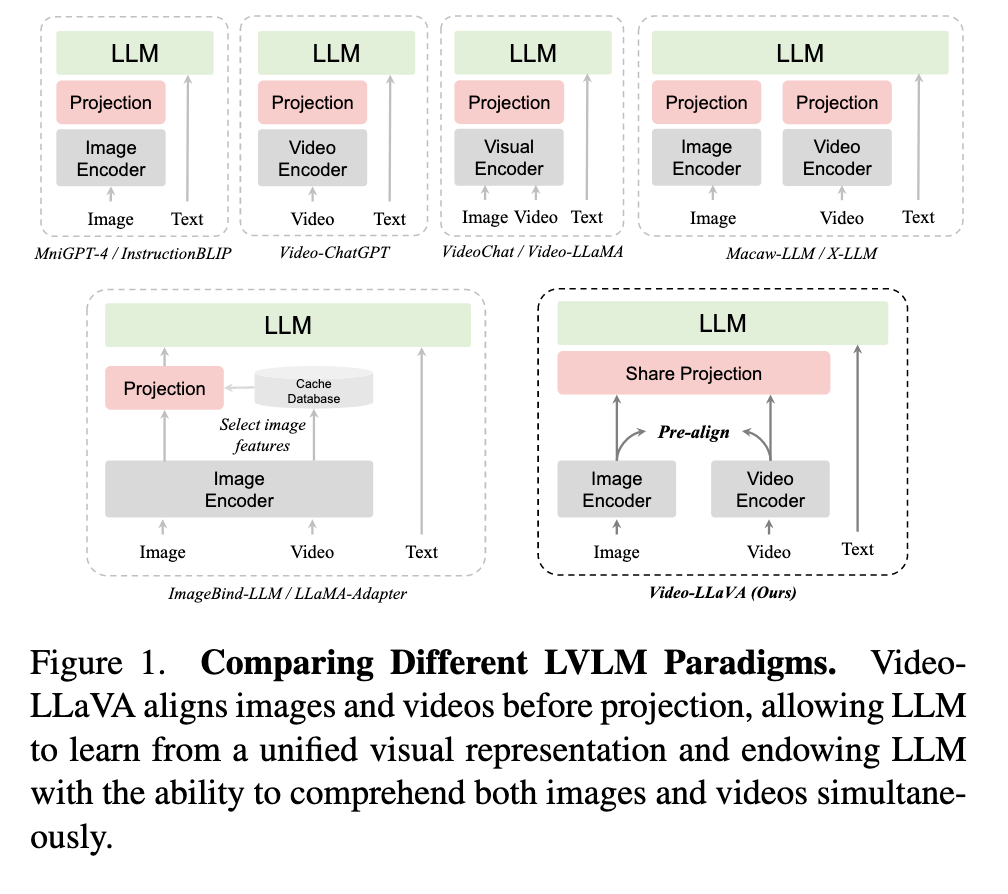 LLM
Projection
Image
Encoder
Image
Text
MniGPT-4 / InstructionBLIP
LLM
Projection
Video
Encoder
Video
Text
Video-ChatGPT
LLM
Projection
Visual
Encoder
Image Video Text
VideoChat / Video-LLaMA
LLM
Projection
Projection
Image
Encoder
Video
Encoder
Image
Video
Text
Macaw-LLM / X-LLM
LLM
Projection
Cache
Database
Select image
features
Image
Encoder
Image
Video
Text
ImageBind-LLM / LLaMA-Adapter
LLM
Share Projection
Pre-align
Image
Encoder
Video
Encoder
Image
Video
Text
Video-LLaVA (Ours)
Figure 1. Comparing Different LVLM Paradigms. Video-
LLaVA aligns images and videos before projection, allowing LLM
to learn from a unified visual representation and endowing LLM
with the ability to comprehend both images and videos simultane-
ously.